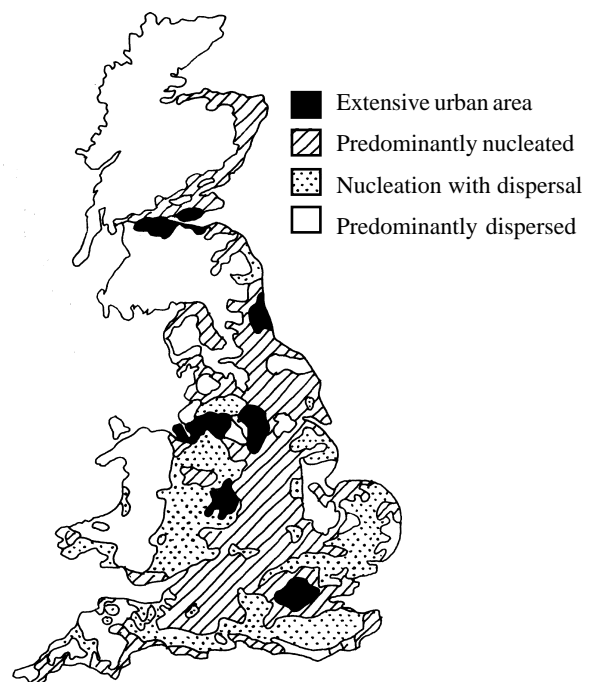 Extensive urban area
Predominantly nucleated
Nucleation with dispersal
Predominantly dispersed